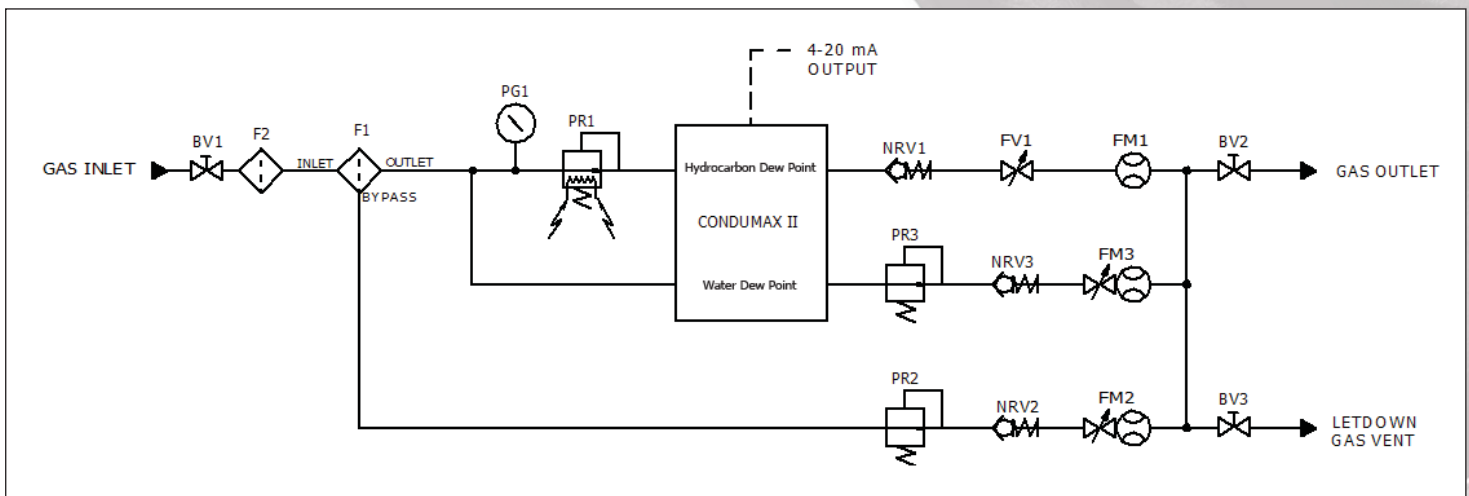 4-20 mA
OUTPUT
PG1
PR1
F2
F1
BV1
INLET
OUTLET
BYPASS
GAS INLET
Hydrocarbon Dew Point
CONDUMAX II
Water Dew Point
NRV1
FV1
FM1
BV2
GAS OUTLET
PR3
NRV3
FM3
PR2
NRV2
FM2
BV3
LETDOWN
GAS VENT